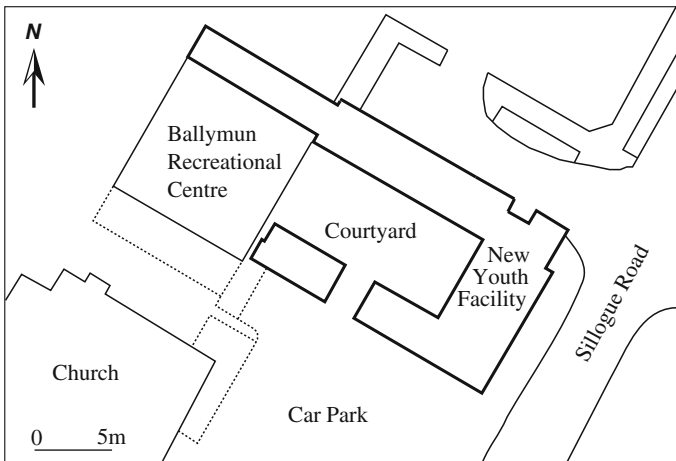 N
Ballymun
Recreational
Centre
Courtyard
New
Youth
Facility
Sillogue Road
Church
Car Park
0 5m